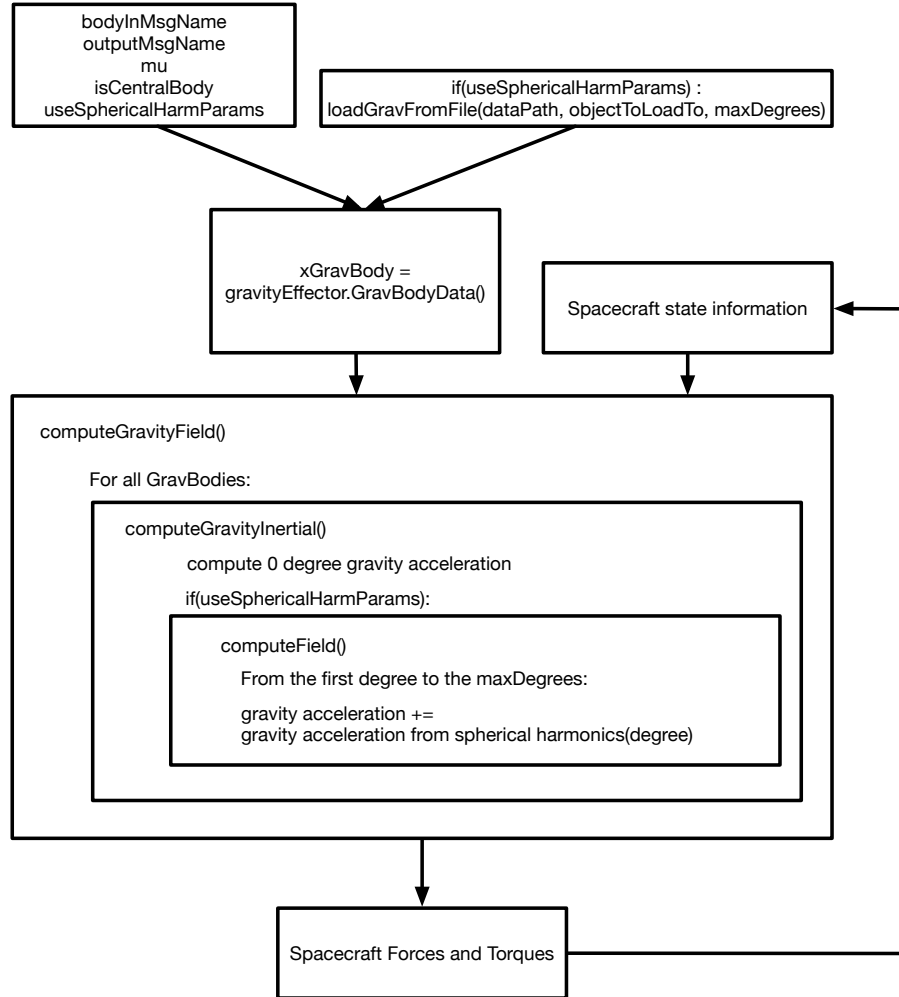 bodyInMsgName
outputMsgName
mu
isCentralBody
useSphericalHarmParams
if(useSphericalHarmParams) :
loadGravFromFile(dataPath, objectToLoadTo, maxDegrees)
xGravBody =
gravityEffector.GravBodyData()
Spacecraft state information
computeGravityField()
For all GravBodies:
computeGravityInertial()
compute 0 degree gravity acceleration
if(useSphericalHarmParams):
computeField()
From the first degree to the maxDegrees:
gravity acceleration +=
gravity acceleration from spherical harmonics(degree)
Spacecraft Forces and Torques